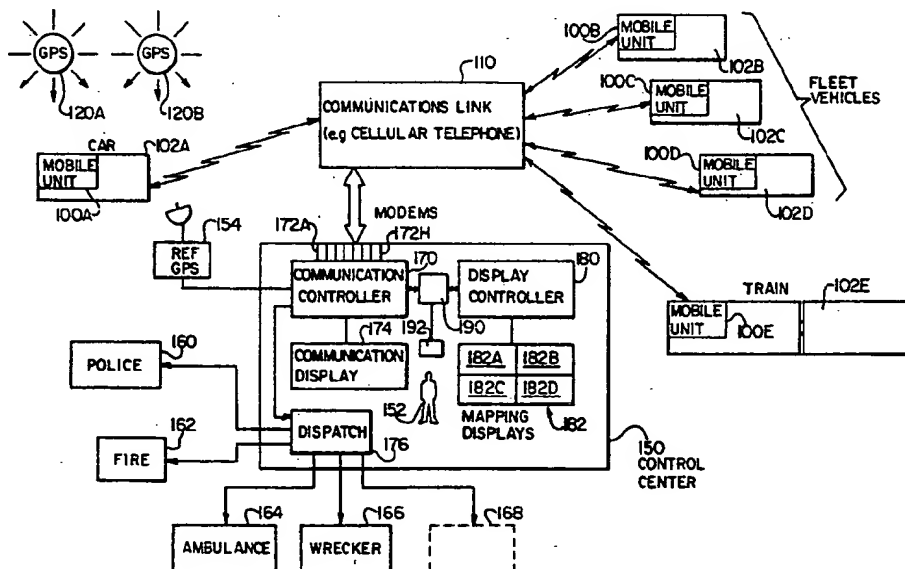 GPS
GPS
120A
120B
CAR
102A
MOBILE
UNIT
100A
110
COMMUNICATIONS LINK
(e.g CELLULAR TELEPHONE)
100B
MOBILE
UNIT
102B
100C
MOBILE
UNIT
102C
100D
MOBILE
UNIT
102D
FLEET
VEHICLES
TRAIN
102E
MOBILE
UNIT
100E
154
REF
GPS
172A
172H
MODEMS
COMMUNICATION
CONTROLLER
170
192
190
DISPLAY
CONTROLLER
180
174
COMMUNICATION
DISPLAY
152
182A
182B
182C
182D
MAPPING
DISPLAYS
182
DISPATCH
176
150
CONTROL
CENTER
160
POLICE
162
FIRE
164
AMBULANCE
166
WRECKER
168